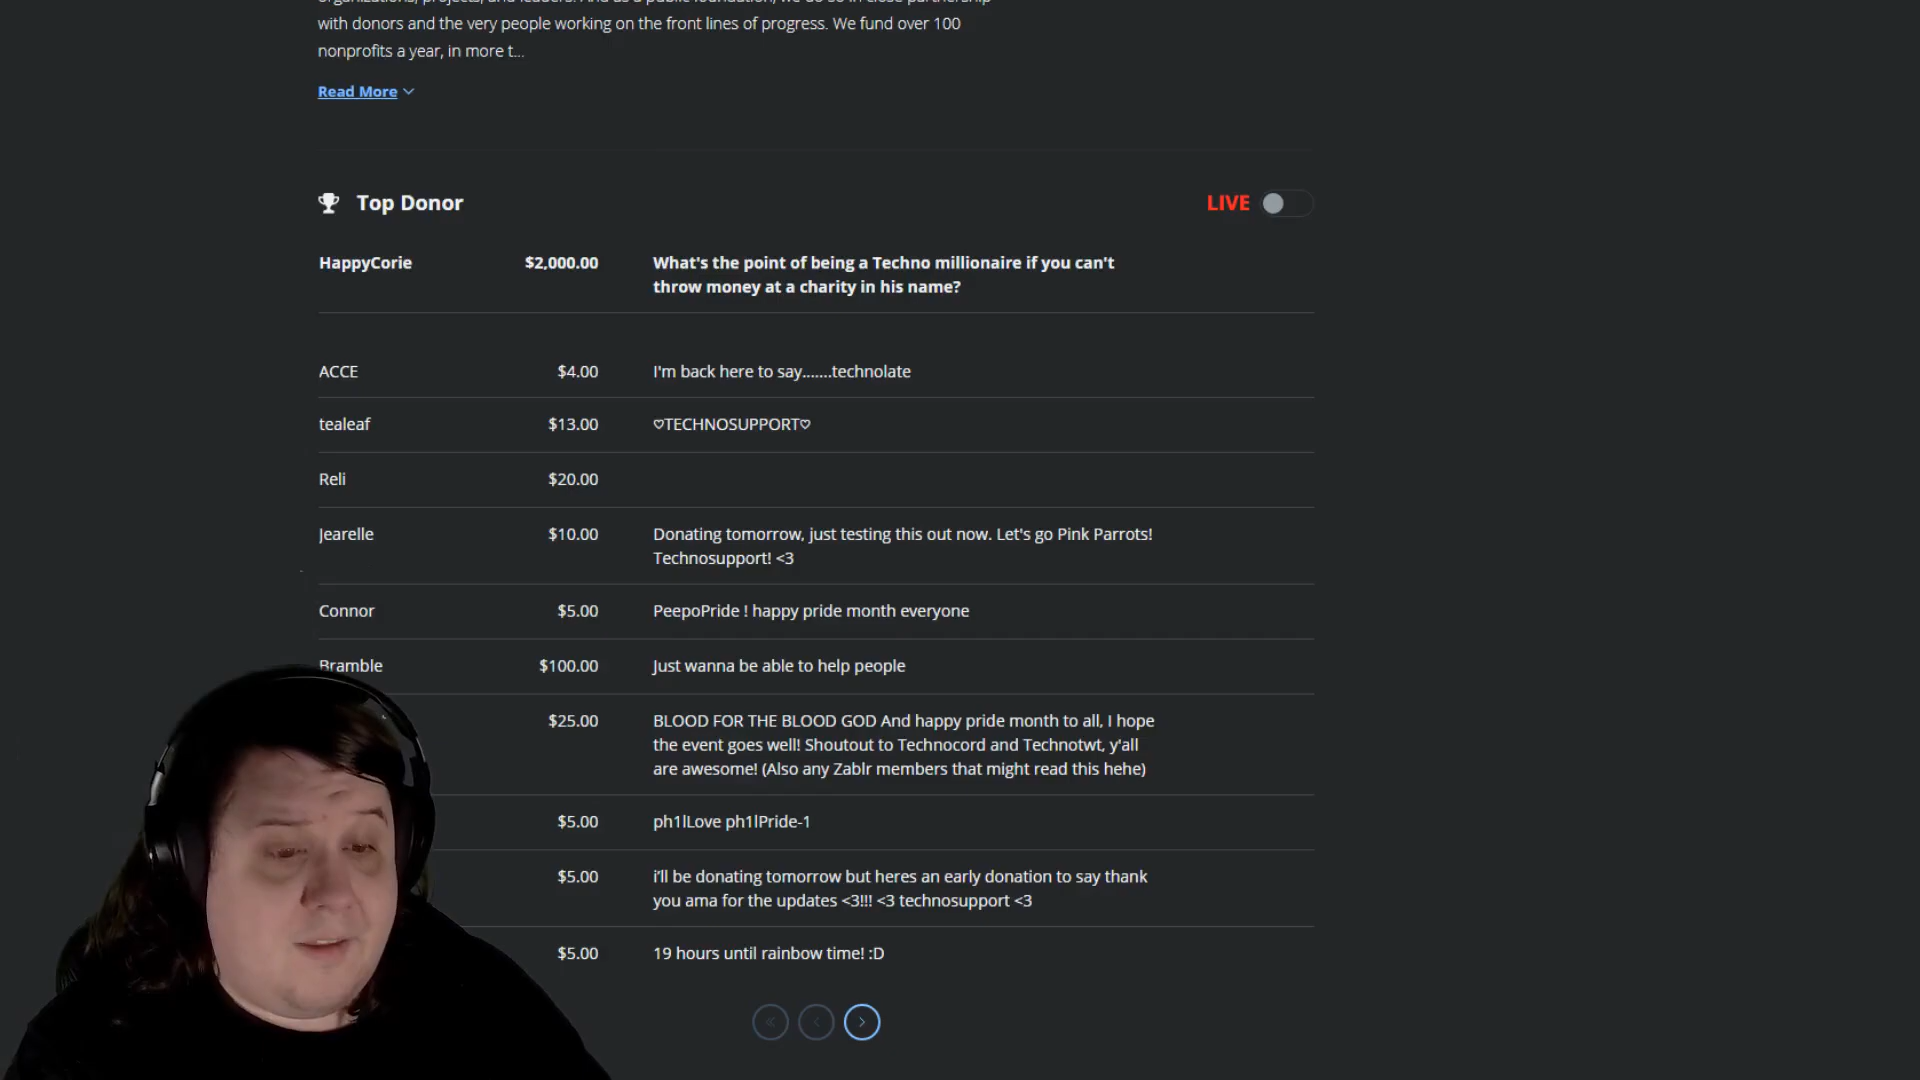 with donors and the very people working on the front lines of progress. We fund over 100
nonprofits a year, in more t...
Read More
Top Donor
LIVE
HappyCorie $2,000.00 What's the point of being a Techno millionaire if you can't
throw money at a charity in his name?
ACCE $4.00 I'm back here to say.......technolate
tealeaf $13.00 ♡TECHNOSUPPORT♡
Reli $20.00
Jearelle $10.00 Donating tomorrow, just testing this out now. Let's go Pink Parrots!
Technosupport! <3
Connor $5.00 PeepoPride ! happy pride month everyone
Bramble $100.00 Just wanna be able to help people
$25.00 BLOOD FOR THE BLOOD GOD And happy pride month to all, I hope
the event goes well! Shoutout to Technocord and Technotwt, y'all
are awesome! (Also any Zablr members that might read this hehe)
$5.00 ph1lLove ph1lPride-1
$5.00 i'll be donating tomorrow but heres an early donation to say thank
you ama for the updates <3!!! <3 technosupport <3
$5.00 19 hours until rainbow time! :D